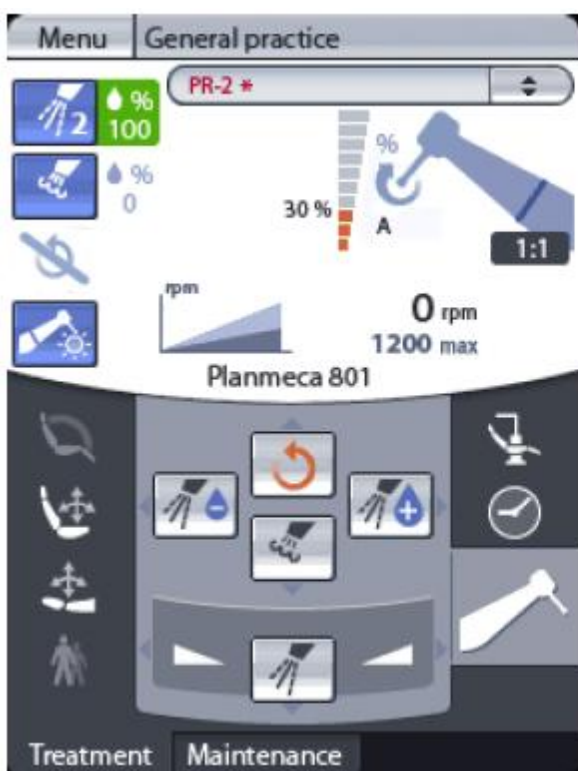 Menu
General practice
PR-2 *
2
%
100
%
0
%
30 %
A
1:1
rpm
0 rpm
1200 max
Planmeca 801
Treatment
Maintenance